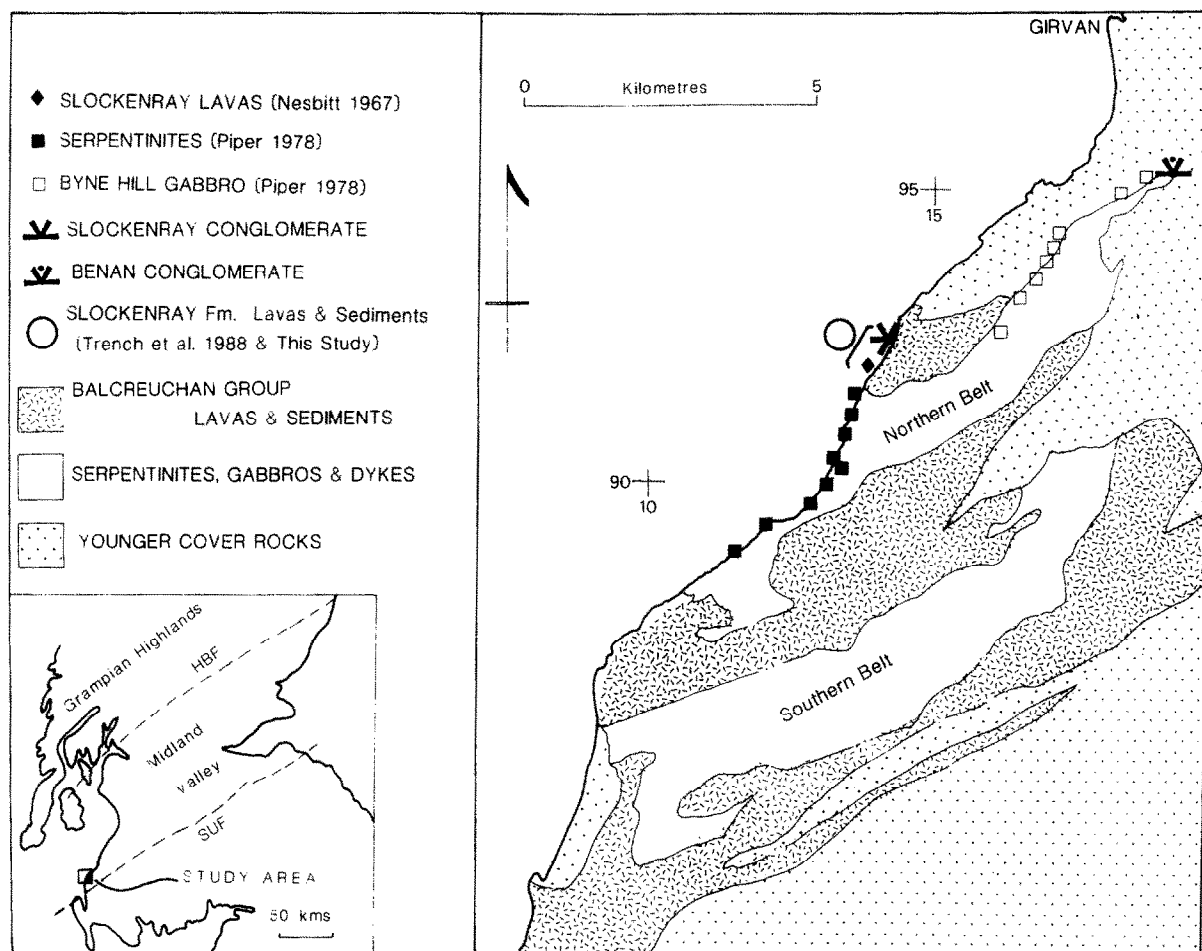 SLOCKENRAY LAVAS (Nesbitt 1967)
SERPENTINITES (Piper 1978)
BYNE HILL GABBRO (Piper 1978)
SLOCKENRAY CONGLOMERATE
BENAN CONGLOMERATE
SLOCKENRAY Fm. Lavas & Sediments
(Trench et al. 1988 & This Study)
BALCREUCHAN GROUP
LAVAS & SEDIMENTS
SERPENTINITES, GABBROS & DYKES
YOUNGER COVER ROCKS
Grampian Highlands
HBF
Midland
Valley
SUF
STUDY AREA
50 kms
GIRVAN
0 Kilometres 5
95
15
90
10
Northern Belt
Southern Belt